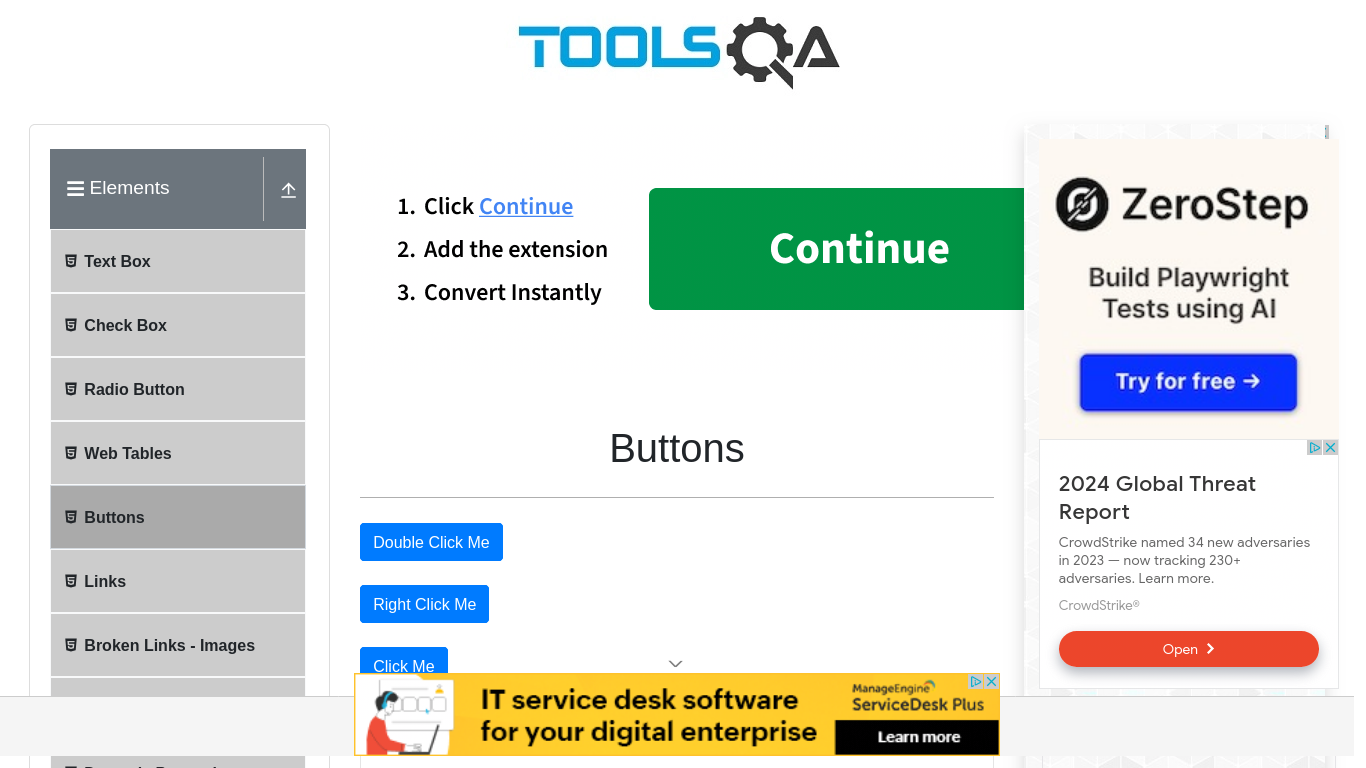 TOOLSQA
Elements
Text Box
Check Box
Radio Button
Web Tables
Buttons
Links
Broken Links - Images
1. Click Continue
2. Add the extension
3. Convert Instantly
Continue
Buttons
Double Click Me
Right Click Me
Click Me
ZeroStep
Build Playwright
Tests using AI
Try for free →
2024 Global Threat
Report
CrowdStrike named 34 new adversaries
in 2023 — now tracking 230+
adversaries. Learn more.
CrowdStrike®
Open
IT service desk software
for your digital enterprise
ManageEngine
ServiceDesk Plus
Learn more